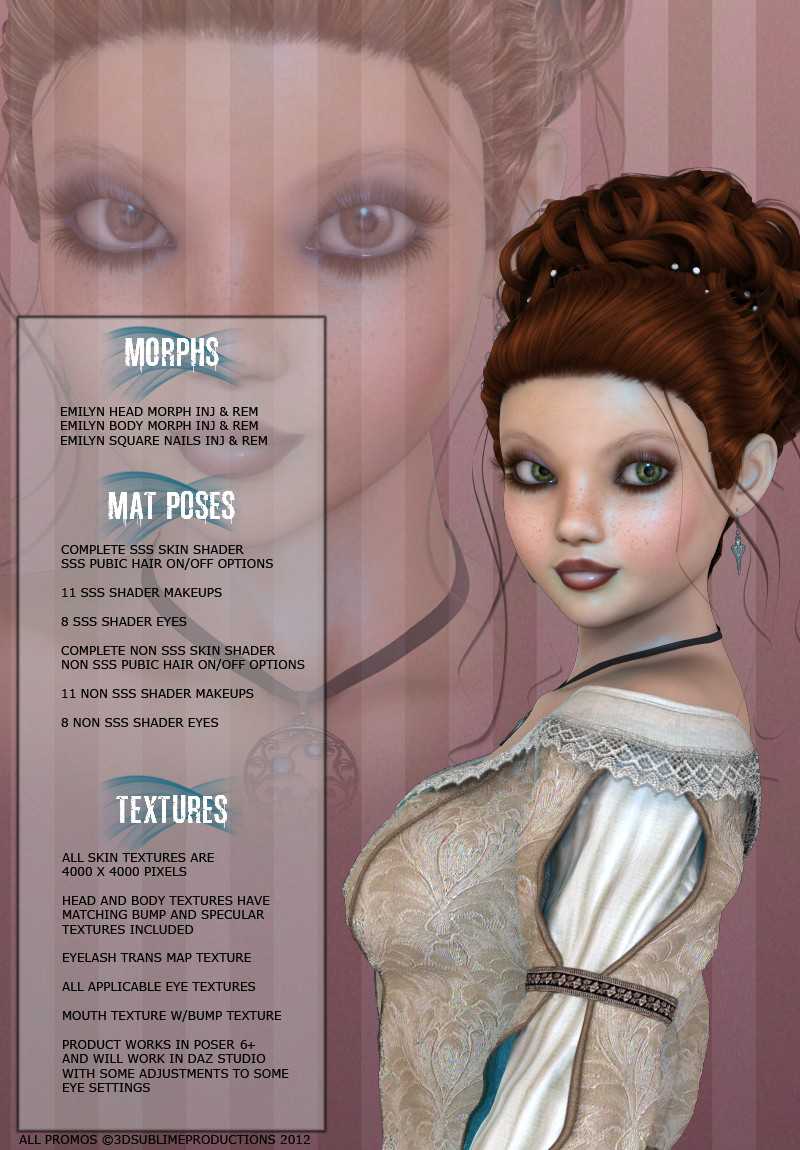 MORPHS
EMILYN HEAD MORPH INJ & REM
EMILYN BODY MORPH INJ & REM
EMILYN SQUARE NAILS INJ & REM
MAT POSES
COMPLETE SSS SKIN SHADER
SSS PUBIC HAIR ON/OFF OPTIONS
11 SSS SHADER MAKEUPS
8 SSS SHADER EYES
COMPLETE NON SSS SKIN SHADER
NON SSS PUBIC HAIR ON/OFF OPTIONS
11 NON SSS SHADER MAKEUPS
8 NON SSS SHADER EYES
TEXTURES
ALL SKIN TEXTURES ARE
4000 X 4000 PIXELS
HEAD AND BODY TEXTURES HAVE
MATCHING BUMP AND SPECULAR
TEXTURES INCLUDED
EYELASH TRANS MAP TEXTURE
ALL APPLICABLE EYE TEXTURES
MOUTH TEXTURE W/BUMP TEXTURE
PRODUCT WORKS IN POSER 6+
AND WILL WORK IN DAZ STUDIO
WITH SOME ADJUSTMENTS TO SOME
EYE SETTINGS
ALL PROMOS ©3DSUBLIMEPRODUCTIONS 2012